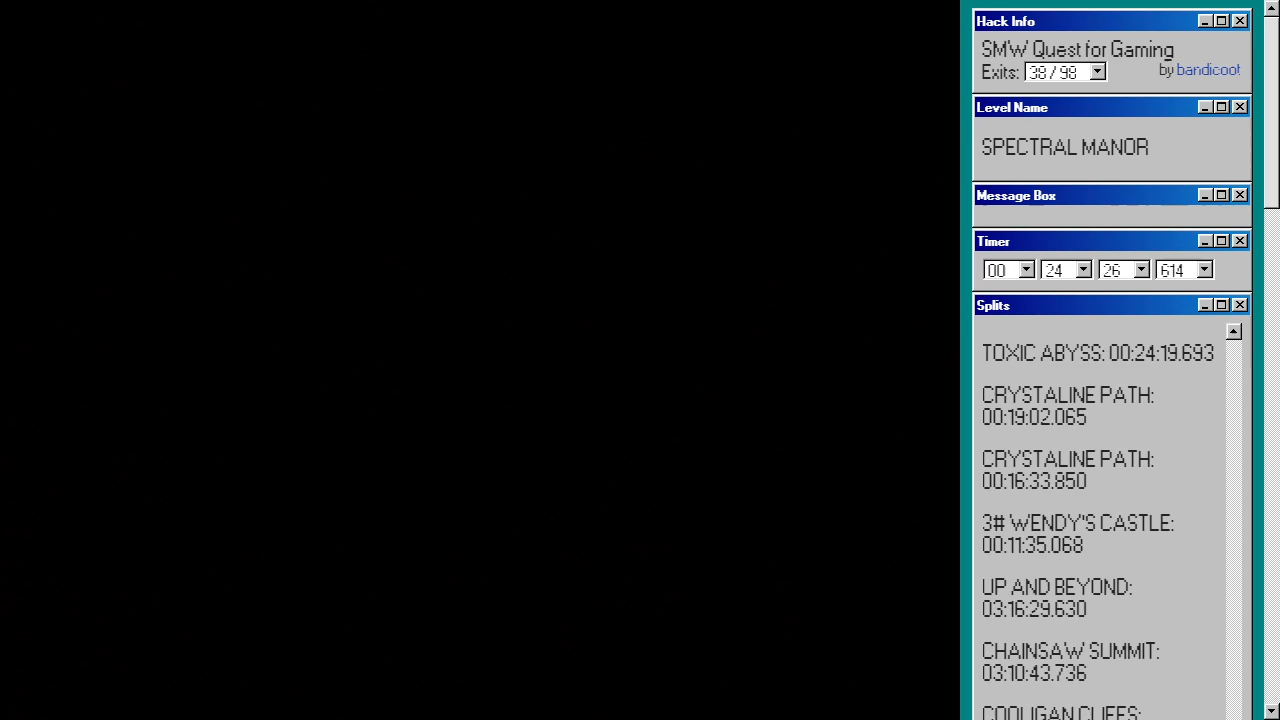 Hack Info
SMW Quest for Gaming
Exits: 38 / 98
by bandicoot
Level Name
SPECTRAL MANOR
Message Box
Timer
00 24 26 614
Splits
TOXIC ABYSS: 00:24:19.693
CRYSTALINE PATH:
00:19:02.065
CRYSTALINE PATH:
00:16:33.850
3# WENDY'S CASTLE:
00:11:35.068
UP AND BEYOND:
03:16:29.630
CHAINSAW SUMMIT:
03:10:43.736
COOLIGAN CLIFFS: